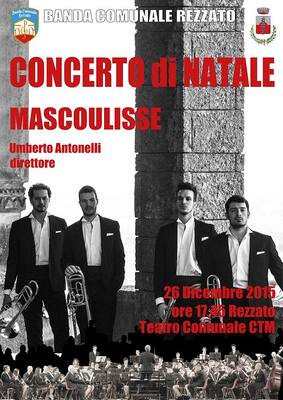 BANDA COMUNALE REZZATO
CONCERTO di NATALE
MASCOULISSE
Umberto Antonelli
direttore
26 Dicembre 2015
ore 17.45 Rezzato
Teatro Comunale CTM